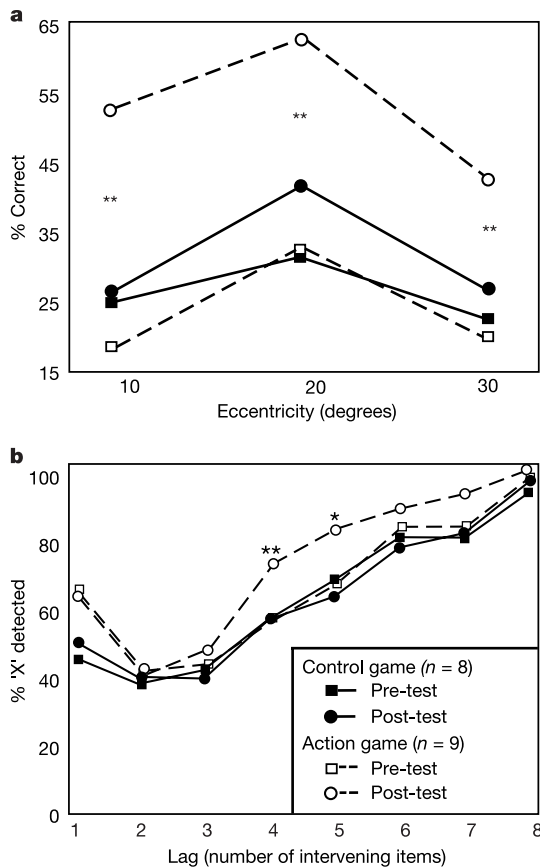 a
65
55
45
35
25
15
% Correct
**
**
**
10 20 30
Eccentricity (degrees)
b
100
80
60
40
20
0
% 'X' detected
**
*
Control game (n = 8)
Pre-test
Post-test
Action game (n = 9)
Pre-test
Post-test
1 2 3 4 5 6 7 8
Lag (number of intervening items)